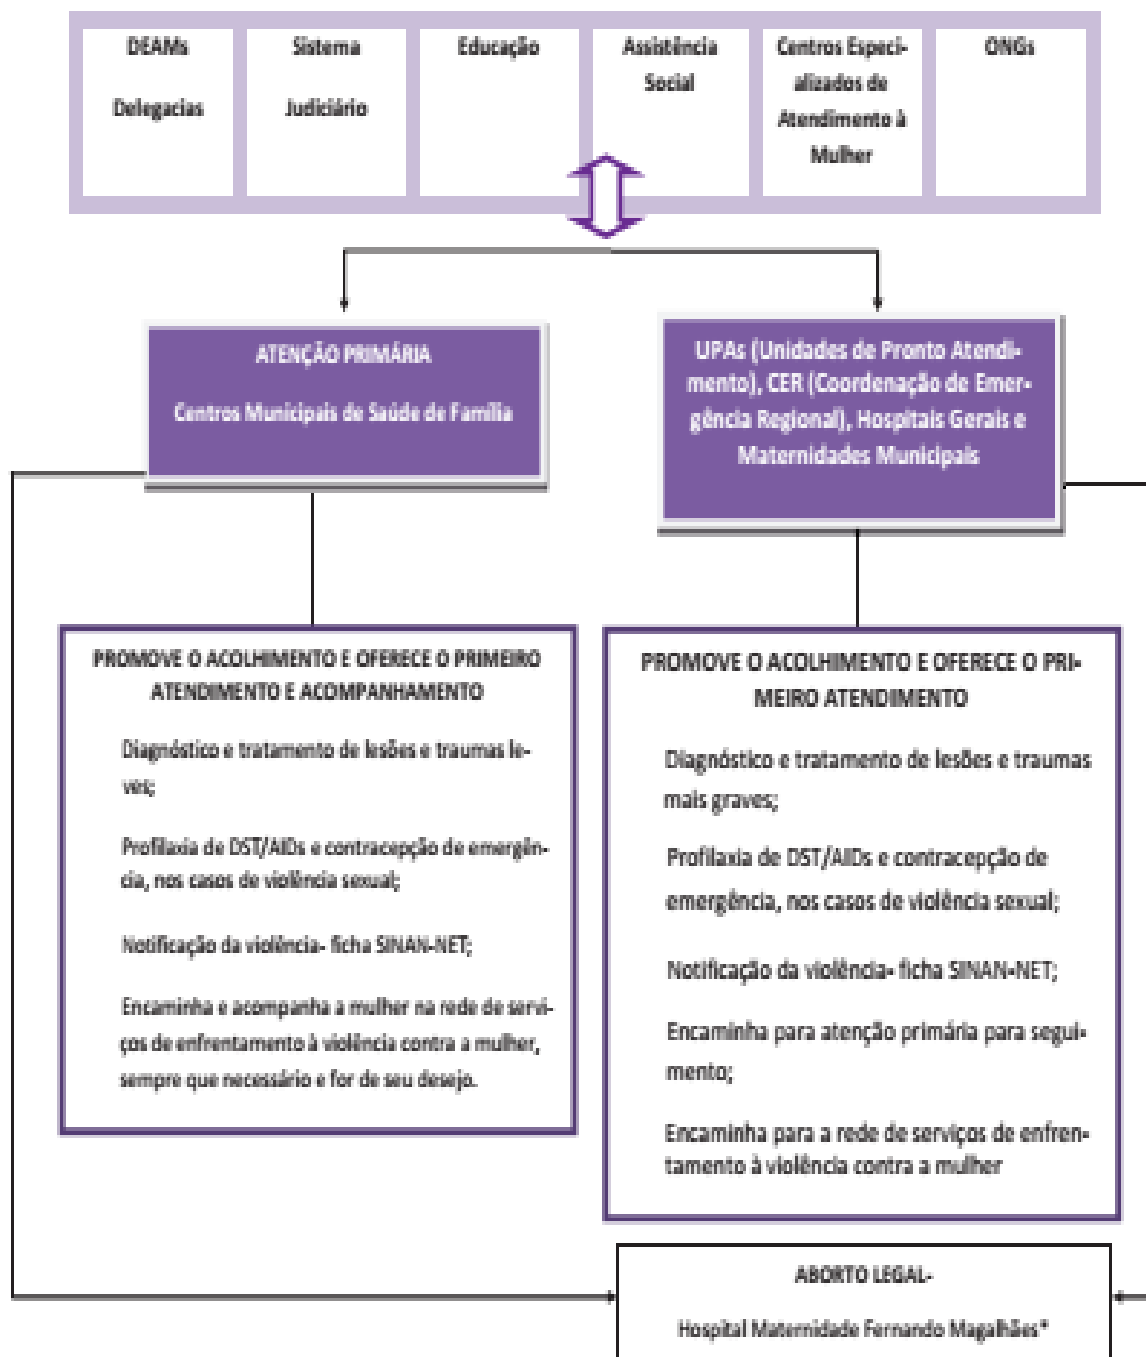 DEAMs
Delegacias
Sistema
Judiciário
Educação
Assistência
Social
Centros Especi-
alizados de
Atendimento à
Mulher
ONGs
ATENÇÃO PRIMÁRIA
Centros Municipais de Saúde de Família
UPAs (Unidades de Pronto Atendi-
mento), CER (Coordenação de Emer-
gência Regional), Hospitais Gerais e
Maternidades Municipais
PROMOVE O ACOLHIMENTO E OFERECE O PRIMEIRO
ATENDIMENTO E ACOMPANHAMENTO
Diagnóstico e tratamento de lesões e traumas le-
ves;
Profilaxia de DST/AIDs e contracepção de emergên-
cia, nos casos de violência sexual;
Notificação da violência- ficha SINAN-NET;
Encaminha e acompanha a mulher na rede de servi-
ços de enfrentamento à violência contra a mulher,
sempre que necessário e for de seu desejo.
PROMOVE O ACOLHIMENTO E OFERECE O PRI-
MEIRO ATENDIMENTO
Diagnóstico e tratamento de lesões e traumas
mais graves;
Profilaxia de DST/AIDs e contracepção de
emergência, nos casos de violência sexual;
Notificação da violência- ficha SINAN-NET;
Encaminha para atenção primária para segui-
mento;
Encaminha para a rede de serviços de enfren-
tamento à violência contra a mulher
ABORTO LEGAL-
Hospital Maternidade Fernando Magalhães*